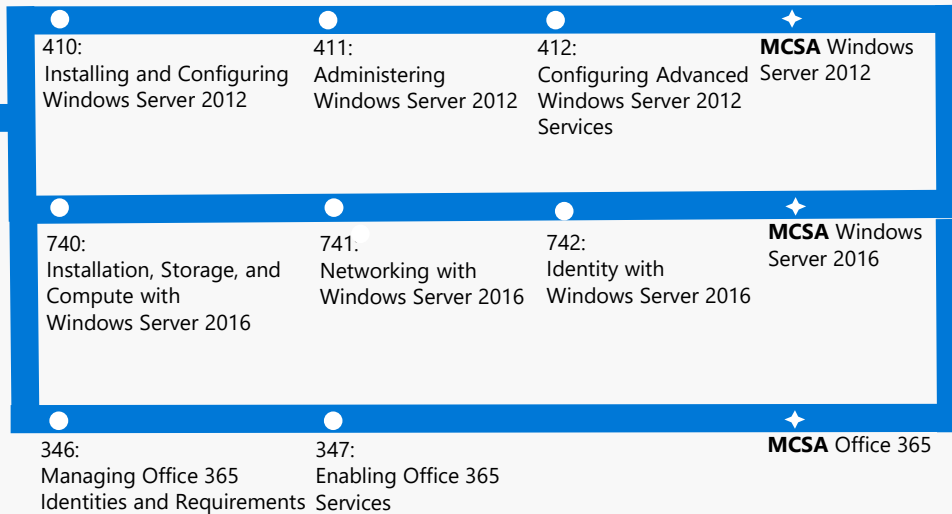 410:
Installing and Configuring
Windows Server 2012
411:
Administering
Windows Server 2012
412:
Configuring Advanced
Windows Server 2012
Services
MCSA Windows
Server 2012
740:
Installation, Storage, and
Compute with
Windows Server 2016
741:
Networking with
Windows Server 2016
742:
Identity with
Windows Server 2016
MCSA Windows
Server 2016
346:
Managing Office 365
Identities and Requirements
347:
Enabling Office 365
Services
MCSA Office 365